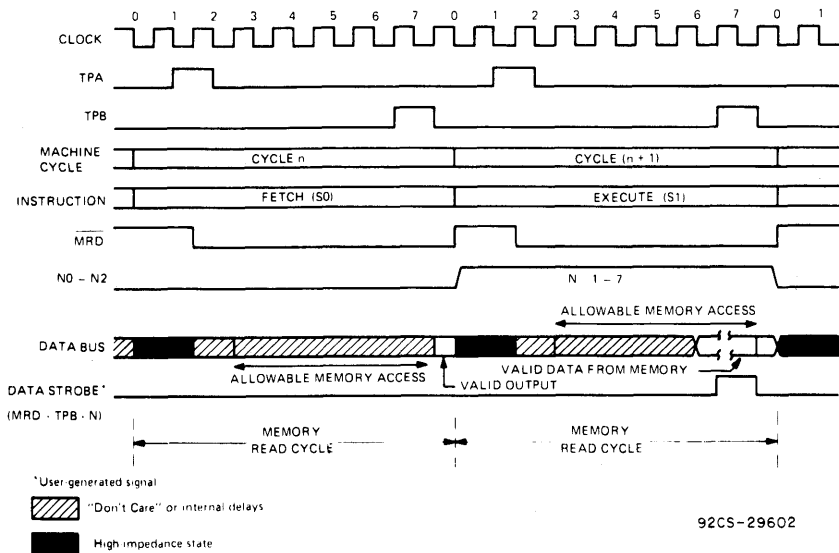 0 1 2 3 4 5 6 7 0 1 2 3 4 5 6 7 0 1
CLOCK
TPA
TPB
MACHINE CYCLE
CYCLE n
CYCLE (n + 1)
INSTRUCTION
FETCH (S0)
EXECUTE (S1)
MRD
N0 - N2
N 1-7
ALLOWABLE MEMORY ACCESS
DATA BUS
ALLOWABLE MEMORY ACCESS
VALID OUTPUT
VALID DATA FROM MEMORY
DATA STROBE*
(MRD · TPB · N)
MEMORY READ CYCLE
MEMORY READ CYCLE
*User-generated signal
"Don't Care" or internal delays
High-impedance state
92CS-29602